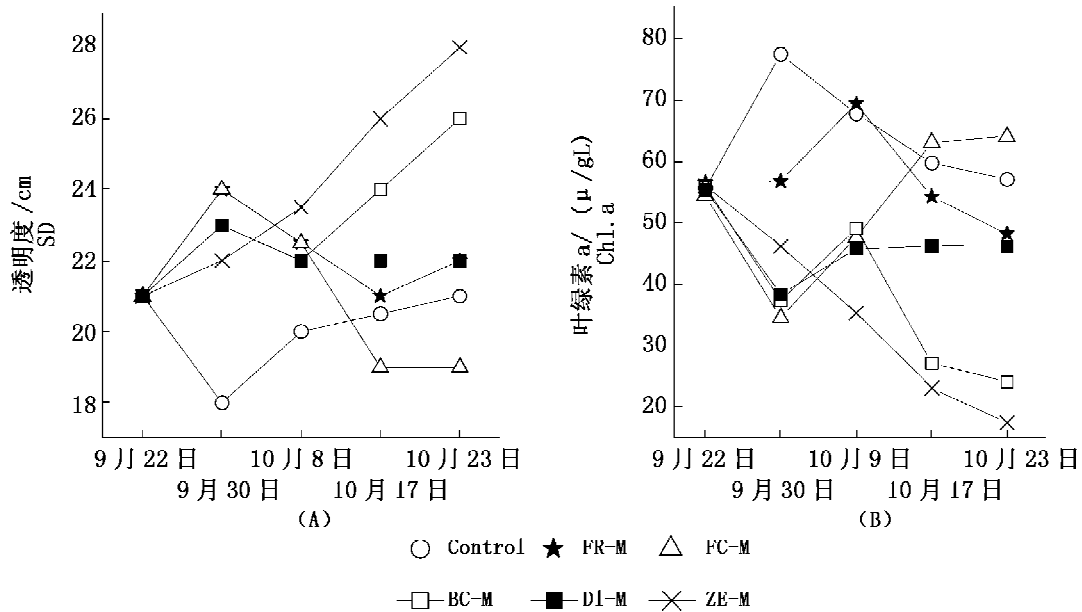 透明度/cm
SD
28
26
24
22
20
18
9月22日
10月8日
10月23日
9月30日
10月17日
(A)
叶绿素a/(μ/gL)
Chl.a
80
70
60
50
40
30
20
9月22日
10月9日
10月23日
9月30日
10月17日
(B)
Control
FR-M
FC-M
BC-M
D1-M
ZE-M